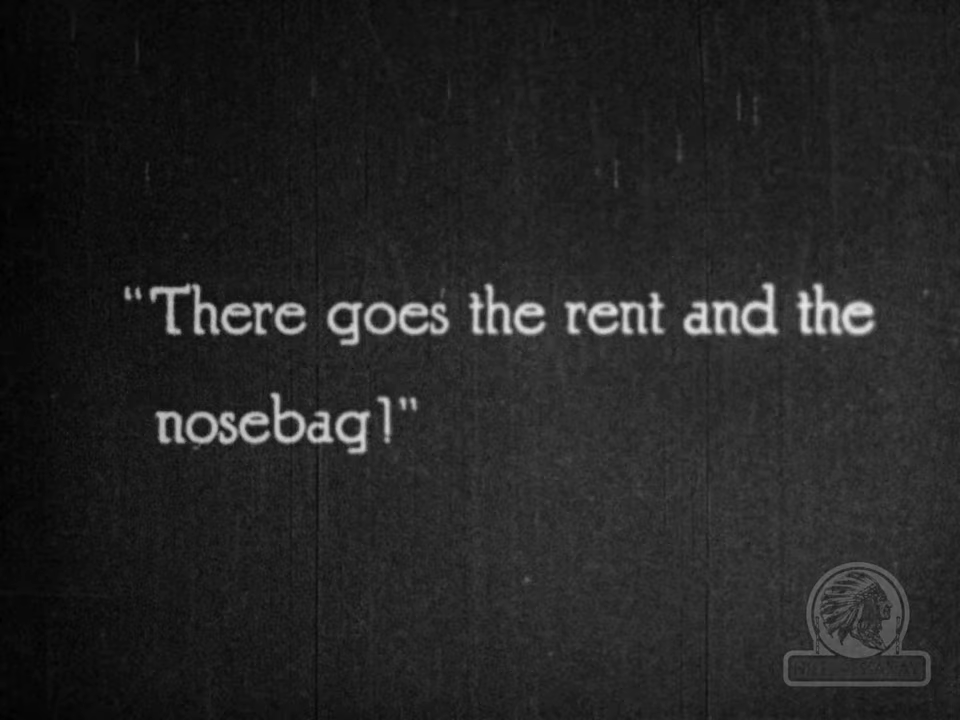 “There goes the rent and the
nosebag!”